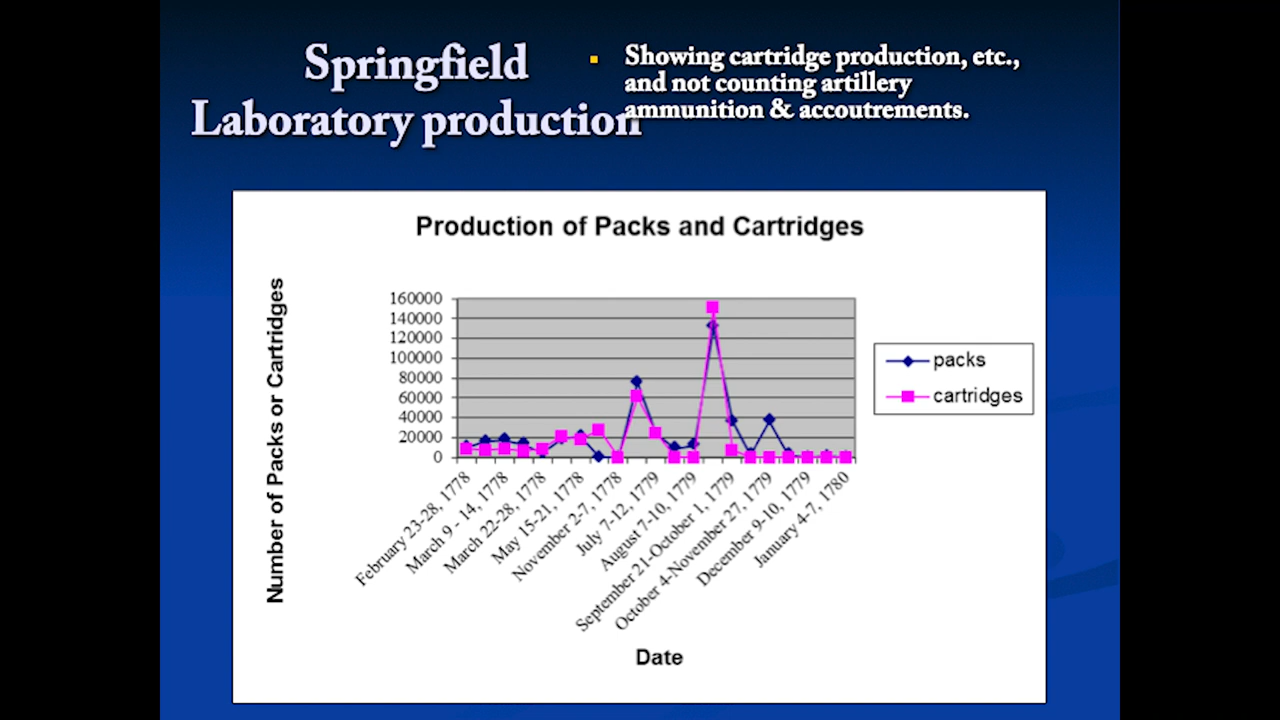 Springfield
Laboratory production
Showing cartridge production, etc.,
and not counting artillery
ammunition & accoutrements.
Production of Packs and Cartridges
Number of Packs or Cartridges
160000
140000
120000
100000
80000
60000
40000
20000
0
packs
cartridges
February 23-28, 1778
March 9 - 14, 1778
March 22-28, 1778
May 15-21, 1778
November 2-7, 1778
July 7-12, 1779
August 7-10, 1779
September 21-October 1, 1779
October 4-November 27, 1779
December 9-10, 1779
January 4-7, 1780
Date